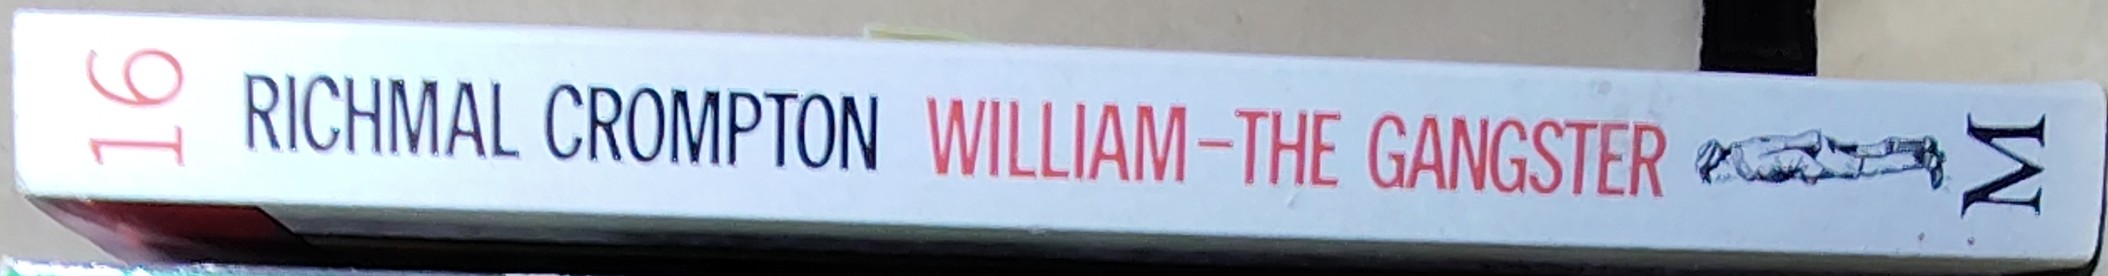 16
RICHMAL CROMPTON WILLIAM-THE GANGSTER
M